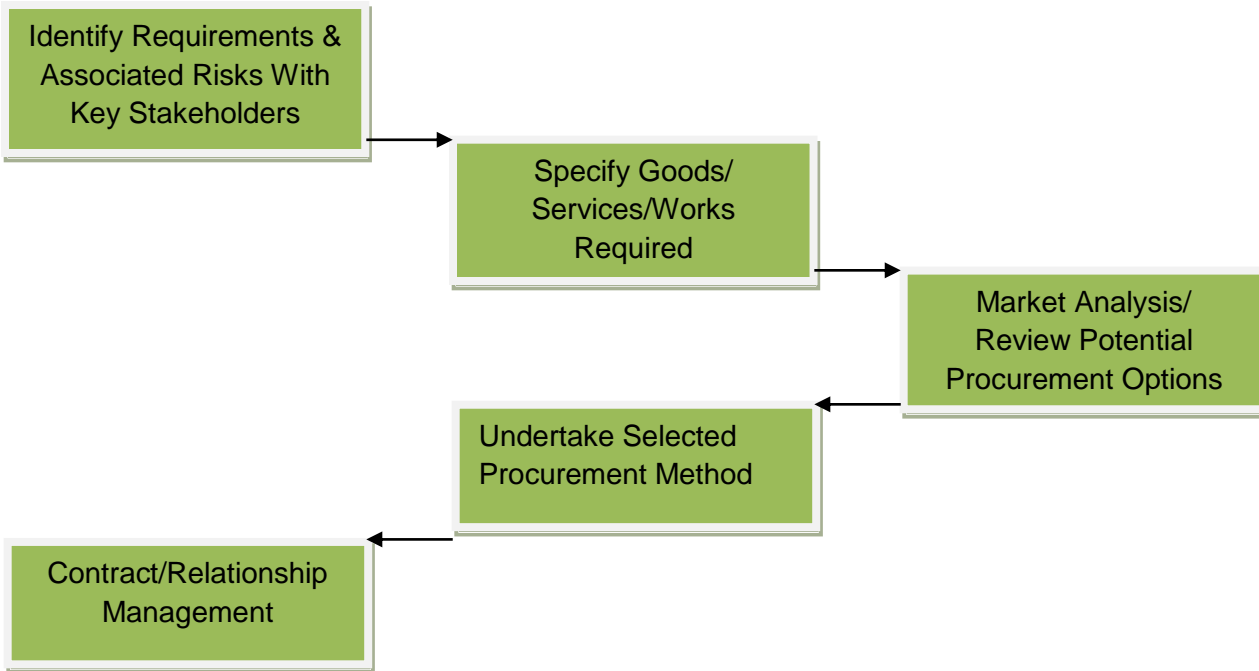 Identify Requirements &
Associated Risks With
Key Stakeholders
Specify Goods/
Services/Works
Required
Market Analysis/
Review Potential
Procurement Options
Undertake Selected
Procurement Method
Contract/Relationship
Management